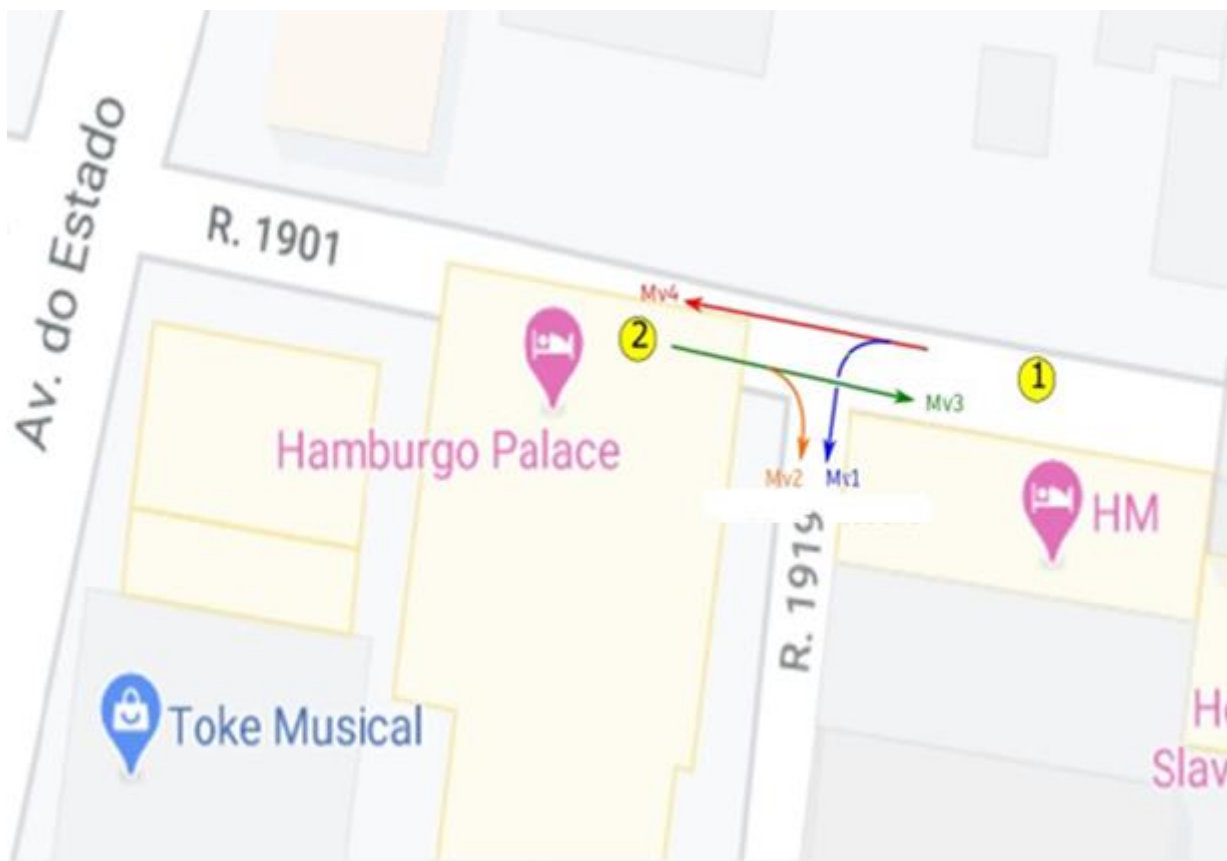 Av. do Estado
R. 1901
Mv4
2
1
Mv3
Hamburgo Palace
Mv2
Mv1
HM
R. 1919
Toke Musical